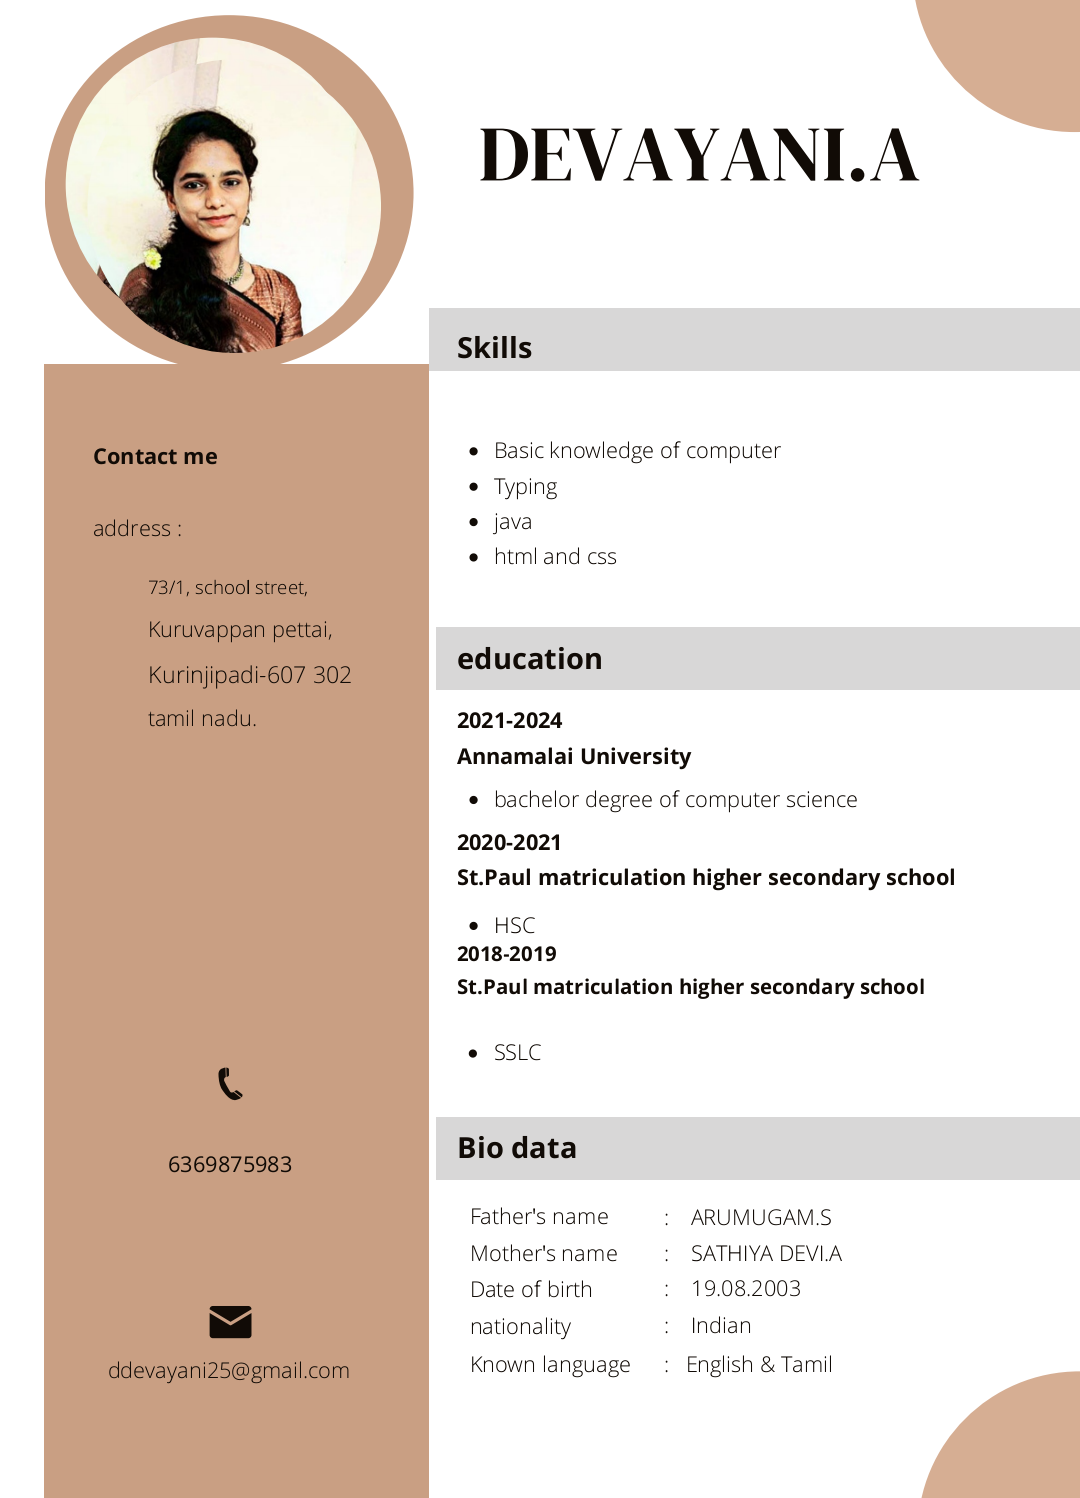 DEVAYANI.A
Contact me
address :
73/1, school street,
Kuruvappan pettai,
Kurinjipadi-607 302
tamil nadu.
6369875983
ddevayani25@gmail.com
Skills
• Basic knowledge of computer
• Typing
• java
• html and css
education
2021-2024
Annamalai University
• bachelor degree of computer science
2020-2021
St.Paul matriculation higher secondary school
• HSC
2018-2019
St.Paul matriculation higher secondary school
• SSLC
Bio data
Father's name : ARUMUGAM.S
Mother's name : SATHIYA DEVI.A
Date of birth : 19.08.2003
nationality : Indian
Known language : English & Tamil